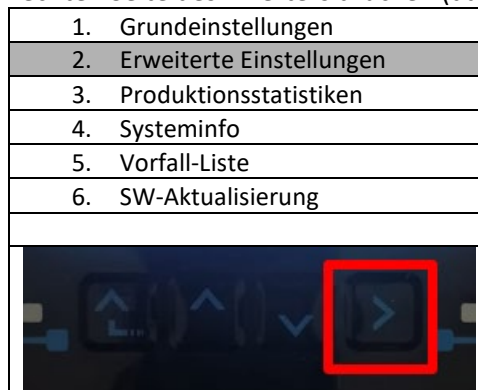 1. Grundeinstellungen
2. Erweiterte Einstellungen
3. Produktionsstatistiken
4. Systeminfo
5. Vorfall-Liste
6. SW-Aktualisierung